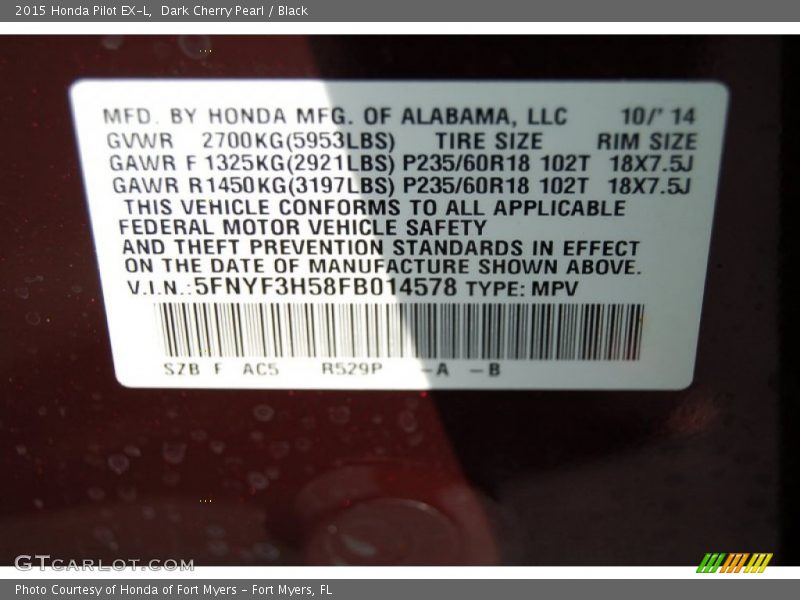 2015 Honda Pilot EX-L, Dark Cherry Pearl / Black
MFD. BY HONDA MFG. OF ALABAMA, LLC 10/' 14
GVWR 2700KG(5953LBS) TIRE SIZE RIM SIZE
GAWR F 1325KG(2921LBS) P235/60R18 102T 18X7.5J
GAWR R1450KG(3197LBS) P235/60R18 102T 18X7.5J
THIS VEHICLE CONFORMS TO ALL APPLICABLE
FEDERAL MOTOR VEHICLE SAFETY
AND THEFT PREVENTION STANDARDS IN EFFECT
ON THE DATE OF MANUFACTURE SHOWN ABOVE.
V.I.N.:5FNYF3H58FB014578 TYPE: MPV
SZB F AC5 R529P -A -B
GTCARLOT.COM
Photo Courtesy of Honda of Fort Myers - Fort Myers, FL